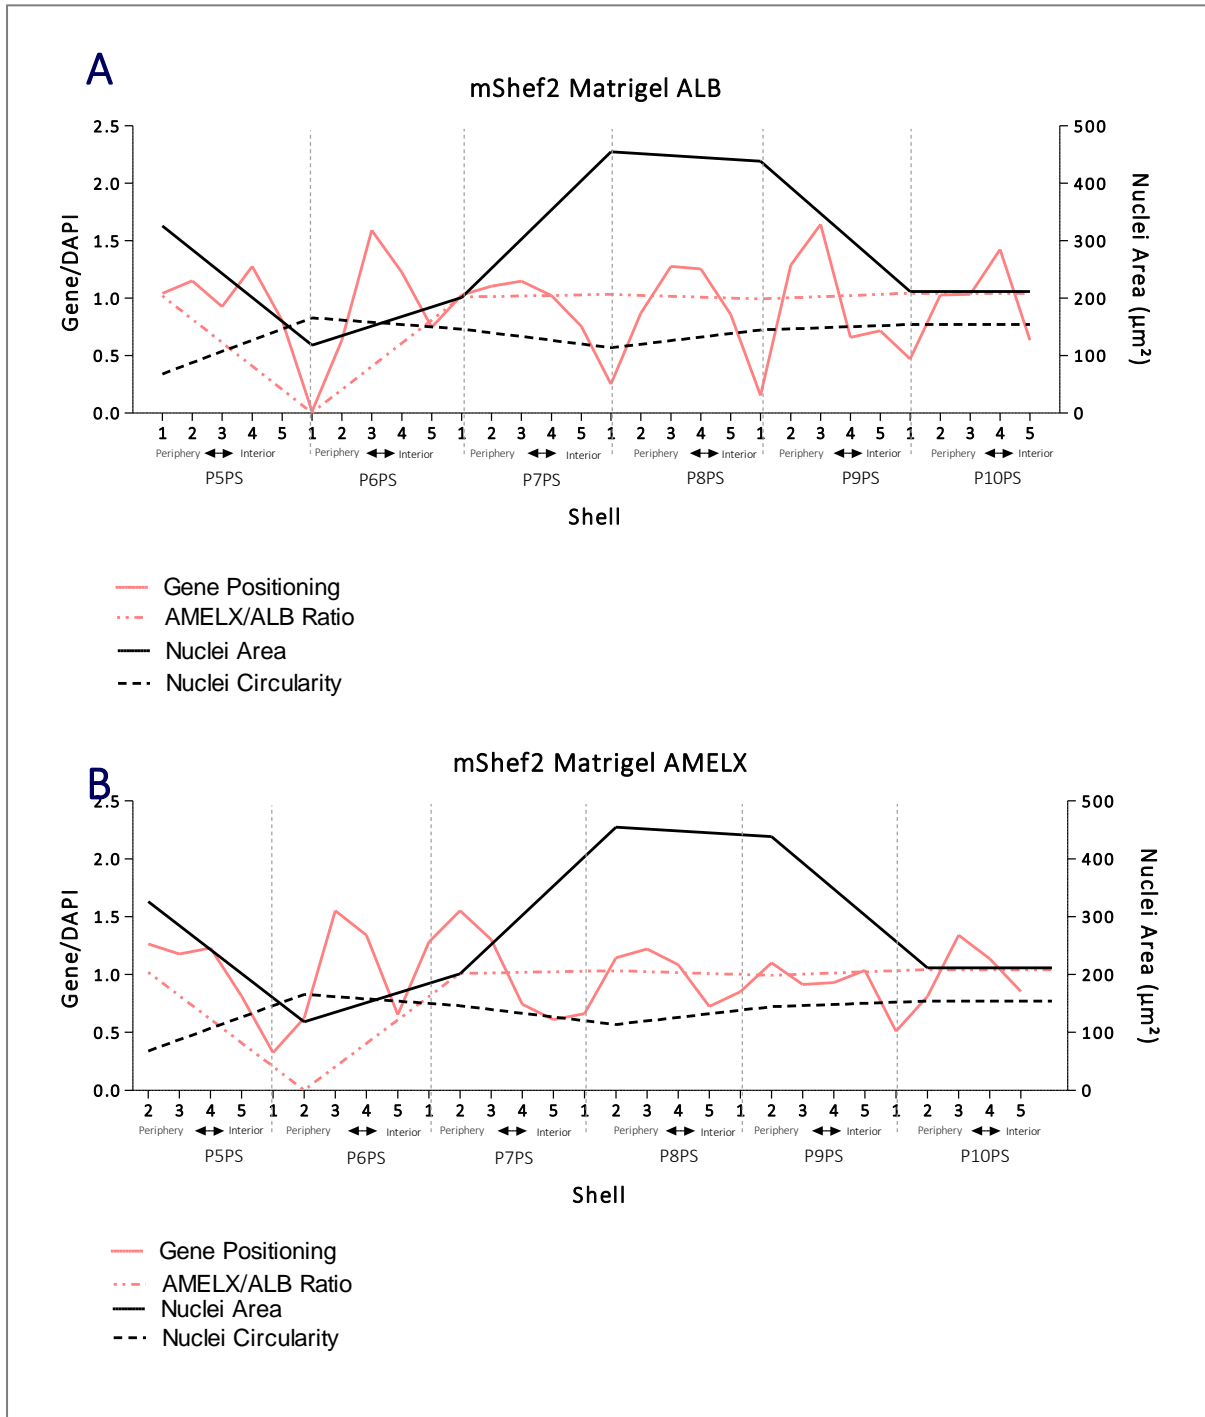 A
mShef2 Matrigel ALB
2.5 500
2.0 400
1.5 300
1.0 200
0.5 100
0.0 0
Gene/DAPI
Nuclei Area (µm²)
1 2 3 4 5 1 2 3 4 5 1 2 3 4 5 1 2 3 4 5 1 2 3 4 5 1 2 3 4 5
Periphery Interior Periphery Interior Periphery Interior Periphery Interior Periphery Interior Periphery Interior
P5PS P6PS P7PS P8PS P9PS P10PS
Shell
Gene Positioning
AMELX/ALB Ratio
Nuclei Area
Nuclei Circularity
B
mShef2 Matrigel AMELX
2.5 500
2.0 400
1.5 300
1.0 200
0.5 100
0.0 0
Gene/DAPI
Nuclei Area (µm²)
2 3 4 5 1 2 3 4 5 1 2 3 4 5 1 2 3 4 5 1 2 3 4 5 1 2 3 4 5
Periphery Interior Periphery Interior Periphery Interior Periphery Interior Periphery Interior Periphery Interior
P5PS P6PS P7PS P8PS P9PS P10PS
Shell
Gene Positioning
AMELX/ALB Ratio
Nuclei Area
Nuclei Circularity